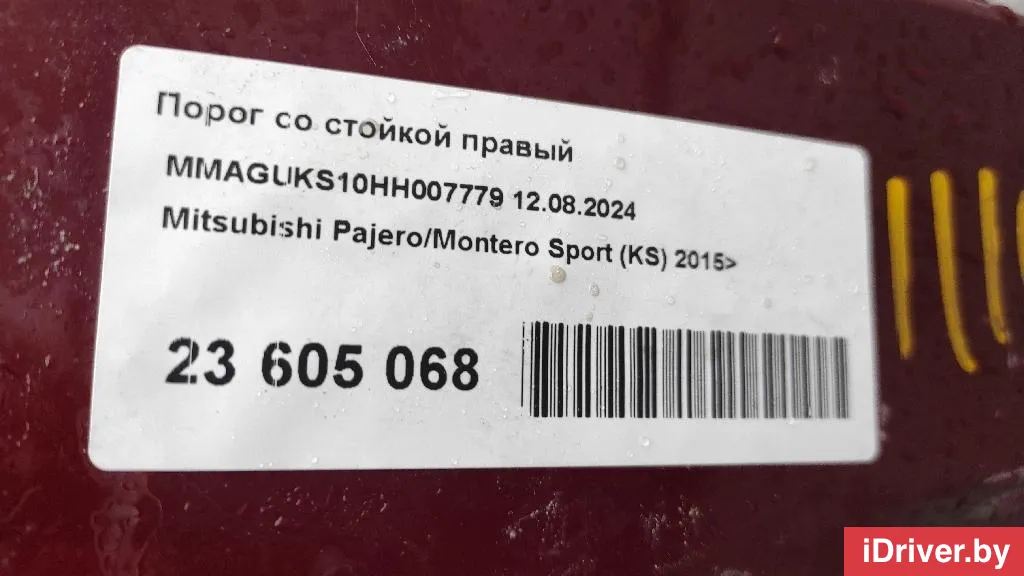 Порог со стойкой правый
MMAGUKS10HH007779 12.08.2024
Mitsubishi Pajero/Montero Sport (KS) 2015>
23 605 068
iDriver.by